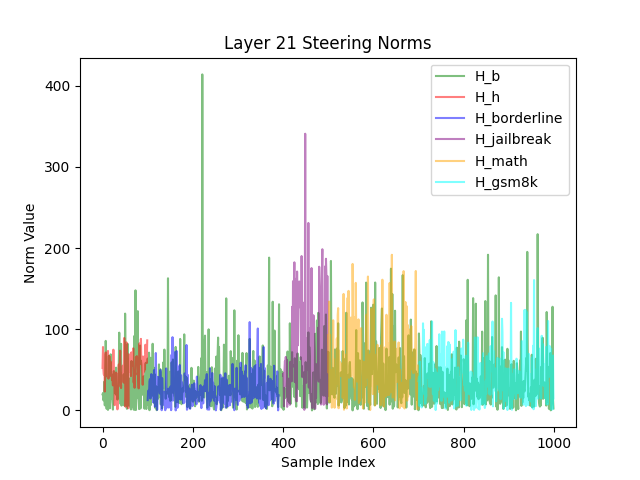 Layer 21 Steering Norms
400
300
200
100
0
Norm Value
H_b
H_h
H_borderline
H_jailbreak
H_math
H_gsm8k
0
200
400
600
800
1000
Sample Index